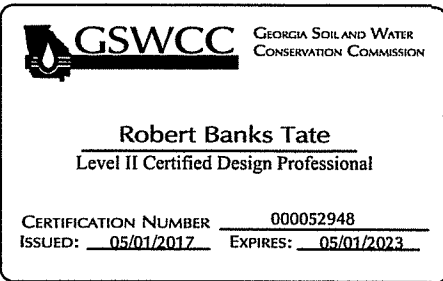 GSWCC
GEORGIA SOIL AND WATER
CONSERVATION COMMISSION
Robert Banks Tate
Level II Certified Design Professional
CERTIFICATION NUMBER 000052948
ISSUED: 05/01/2017 EXPIRES: 05/01/2023